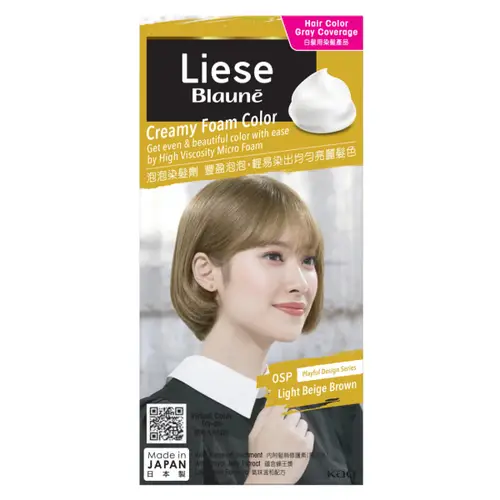 Hair Color
Gray Coverage
白髮用染髮產品
Liese
Blauné
Creamy Foam Color
Get even & beautiful color with ease
by High Viscosity Micro Foam
泡泡染髮劑 豐盈泡泡，輕易染出均勻亮麗髮色
OSP
Playful Design Series
Light Beige Brown
Made in
JAPAN
日本製
Extract
Kao